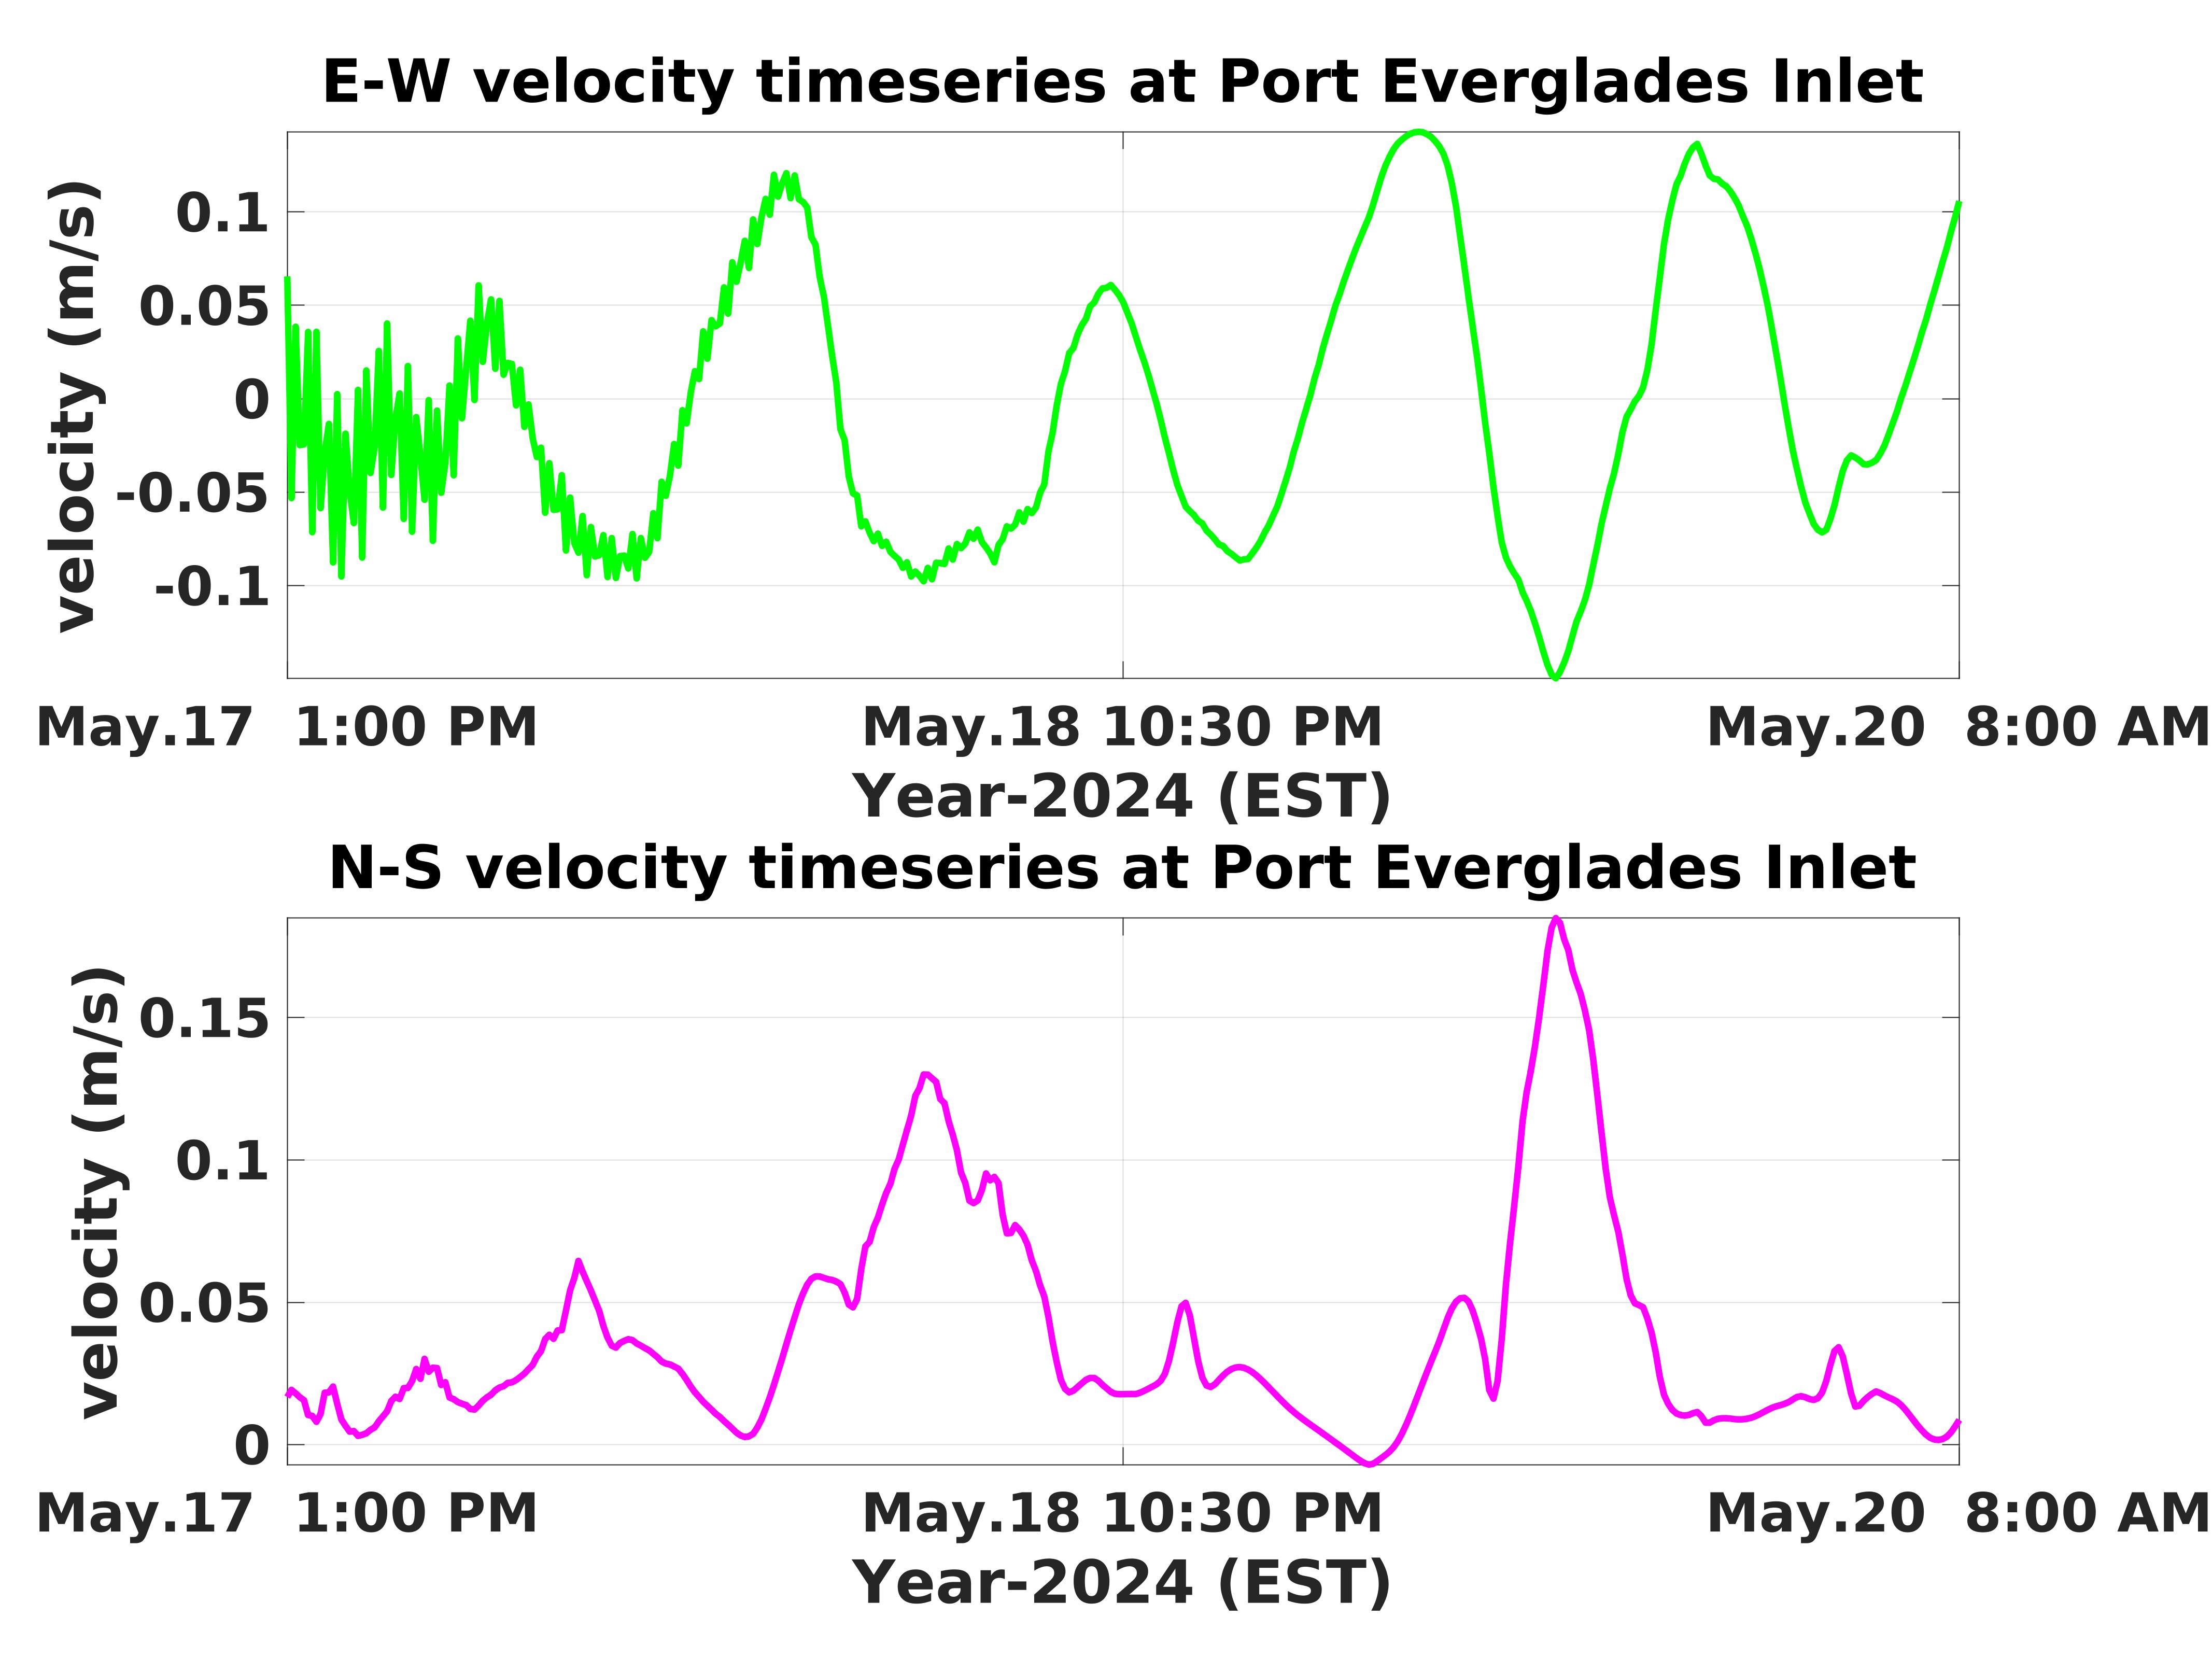 E-W velocity timeseries at Port Everglades Inlet
velocity (m/s)
0.1
0.05
0
-0.05
-0.1
May.17  1:00 PM
May.18 10:30 PM
May.20  8:00 AM
Year-2024 (EST)
N-S velocity timeseries at Port Everglades Inlet
velocity (m/s)
0.15
0.1
0.05
0
May.17  1:00 PM
May.18 10:30 PM
May.20  8:00 AM
Year-2024 (EST)